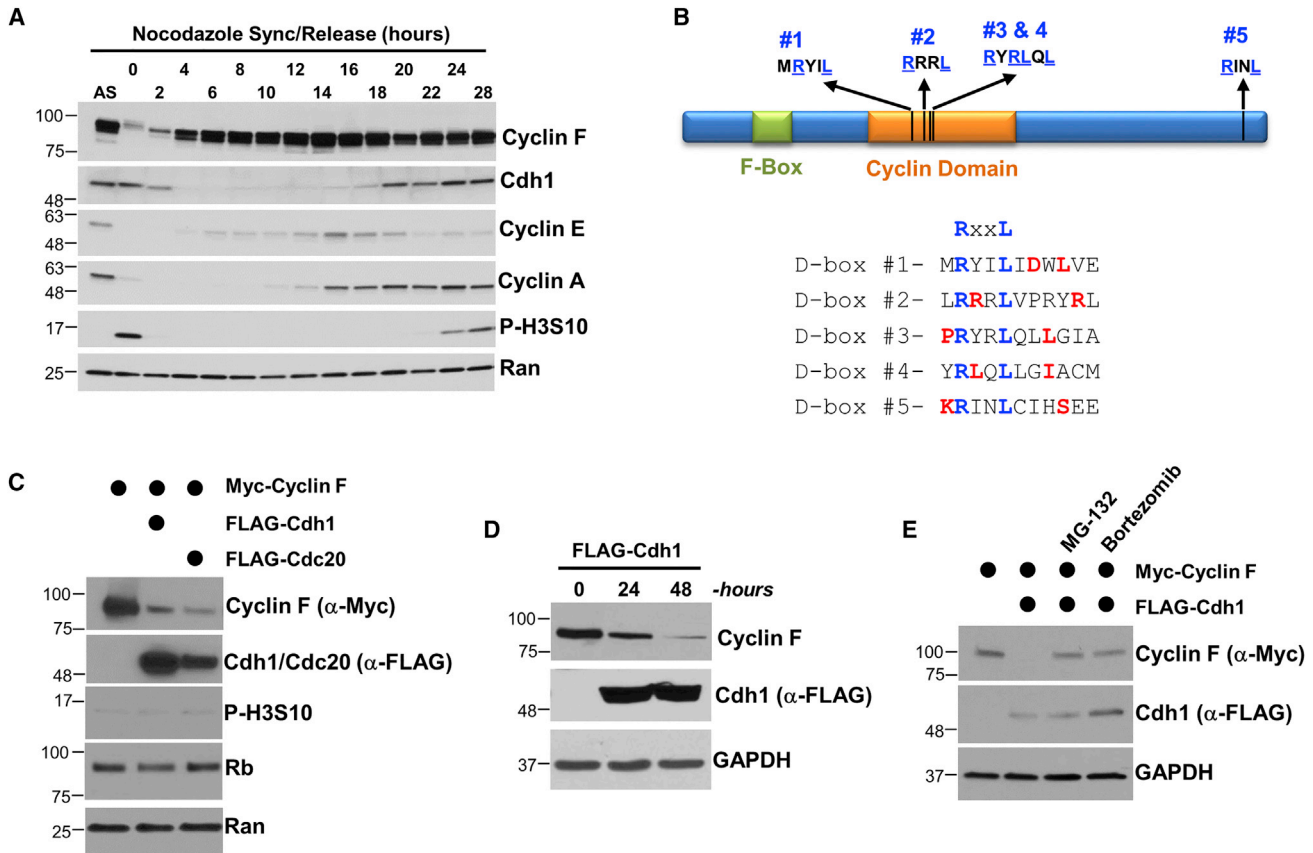 A
Nocodazole Sync/Release (hours)
0 4 8 12 16 20 24
AS 2 6 10 14 18 22 28
100
75
Cyclin F
48
Cdh1
63
48
Cyclin E
63
48
Cyclin A
17
P-H3S10
25
Ran
B
#1 #2 #3 & 4 #5
MRYIL RRRL RYRLQL RINL
F-Box Cyclin Domain
RxxL
D-box #1- MRYILIDWLVE
D-box #2- LRRRLVPRYRL
D-box #3- PRYRLQLLGIA
D-box #4- YRLQLLGIACM
D-box #5- KRINLCIHSEE
C
Myc-Cyclin F
FLAG-Cdh1
FLAG-Cdc20
100
75
Cyclin F (α-Myc)
48
Cdh1/Cdc20 (α-FLAG)
17
P-H3S10
100
75
Rb
25
Ran
D
FLAG-Cdh1
0 24 48 -hours
100
75
Cyclin F
48
Cdh1 (α-FLAG)
37
GAPDH
E
MG-132
Bortezomib
Myc-Cyclin F
FLAG-Cdh1
100
75
Cyclin F (α-Myc)
48
Cdh1 (α-FLAG)
37
GAPDH